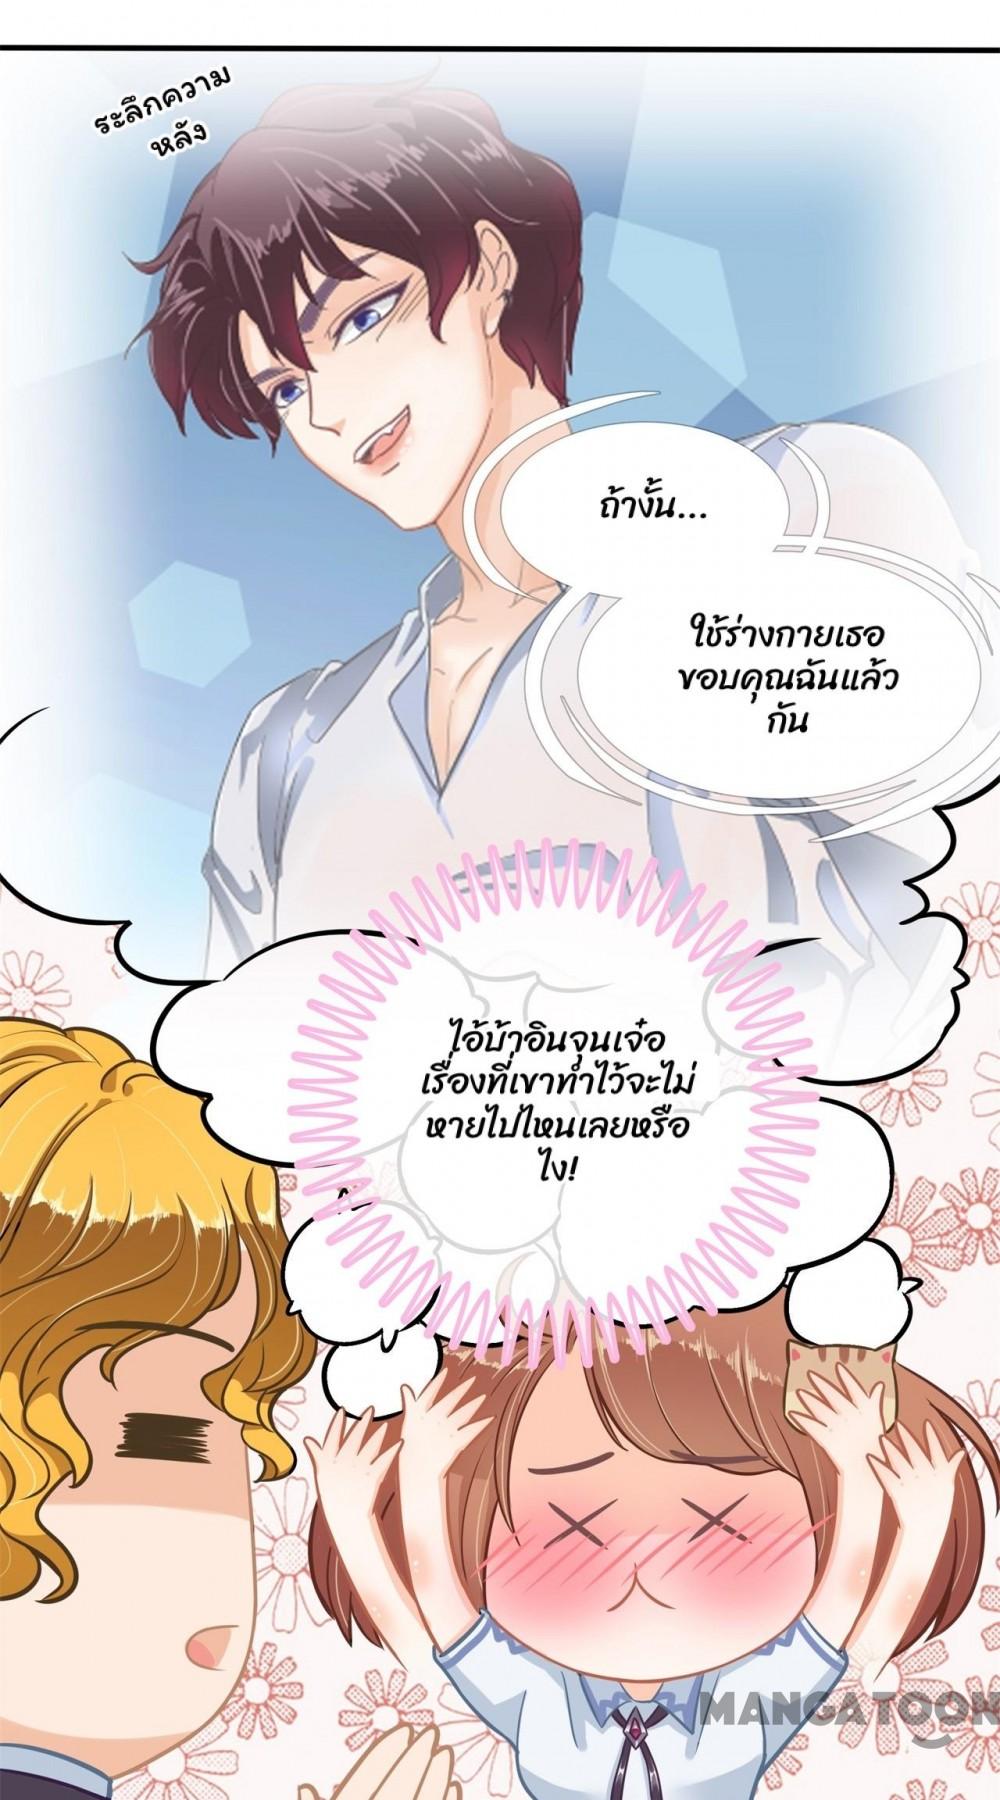 ระลึกความ
หลัง
ถ้างั้น...
ใช้ร่างกายเธอ
ขอบคุณฉันแล้ว
กัน
ไอ้บ้าอินจุนเจ๋อ
เรื่องที่เขาทำไว้จะไม่
หายไปไหนเลยหรือ
ไง!
MANGATOON